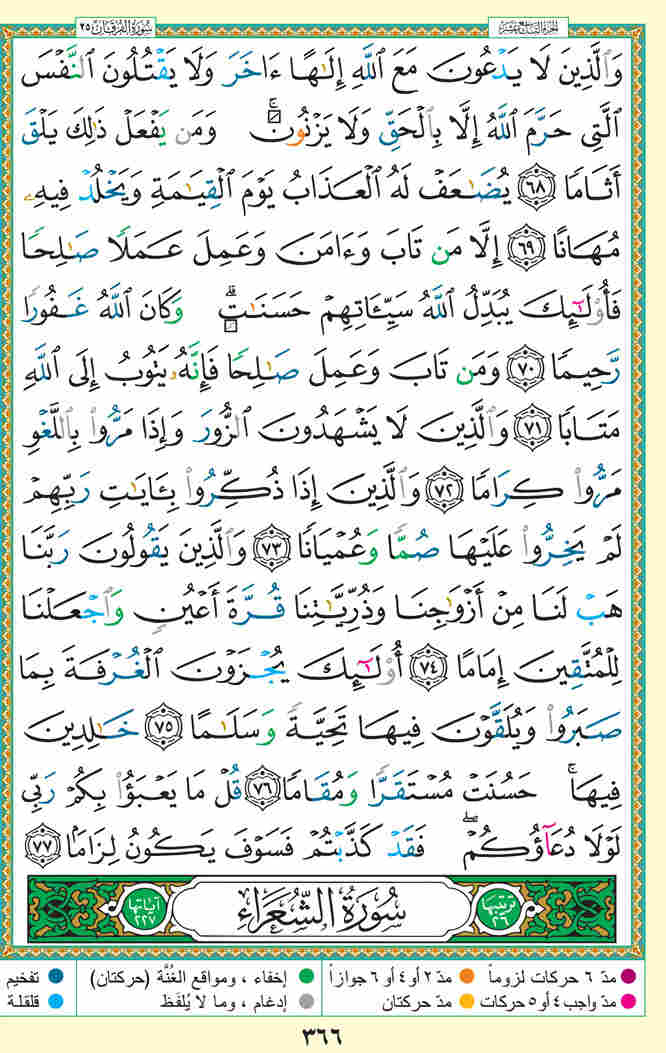 الجزء التاسع عشر
سورة الفرقان ٢٥
وَالَّذِينَ لَا يَدْعُونَ مَعَ اللَّهِ إِلَٰهًا ءَاخَرَ وَلَا يَقْتُلُونَ النَّفْسَ
الَّتِي حَرَّمَ اللَّهُ إِلَّا بِالْحَقِّ وَلَا يَزْنُونَ ۚ وَمَن يَفْعَلْ ذَٰلِكَ يَلْقَ
أَثَامًا ٦٨ يُضَٰعَفْ لَهُ الْعَذَابُ يَوْمَ الْقِيَٰمَةِ وَيَخْلُدْ فِيهِۦ
مُهَانًا ٦٩ إِلَّا مَن تَابَ وَءَامَنَ وَعَمِلَ عَمَلًا صَٰلِحًا
فَأُو۟لَٰٓئِكَ يُبَدِّلُ اللَّهُ سَيِّـَٔاتِهِمْ حَسَنَٰتٍ ۗ وَكَانَ اللَّهُ غَفُورًا
رَّحِيمًا ٧٠ وَمَن تَابَ وَعَمِلَ صَٰلِحًا فَإِنَّهُۥ يَتُوبُ إِلَى اللَّهِ
مَتَابًا ٧١ وَالَّذِينَ لَا يَشْهَدُونَ الزُّورَ وَإِذَا مَرُّوا۟ بِاللَّغْوِ
مَرُّوا۟ كِرَامًا ٧٢ وَالَّذِينَ إِذَا ذُكِّرُوا۟ بِـَٔايَٰتِ رَبِّهِمْ
لَمْ يَخِرُّوا۟ عَلَيْهَا صُمًّا وَعُمْيَانًا ٧٣ وَالَّذِينَ يَقُولُونَ رَبَّنَا
هَبْ لَنَا مِنْ أَزْوَٰجِنَا وَذُرِّيَّٰتِنَا قُرَّةَ أَعْيُنٍ وَاجْعَلْنَا
لِلْمُتَّقِينَ إِمَامًا ٧٤ أُو۟لَٰٓئِكَ يُجْزَوْنَ الْغُرْفَةَ بِمَا
صَبَرُوا۟ وَيُلَقَّوْنَ فِيهَا تَحِيَّةً وَسَلَٰمًا ٧٥ خَٰلِدِينَ
فِيهَا ۚ حَسُنَتْ مُسْتَقَرًّا وَمُقَامًا ٧٦ قُلْ مَا يَعْبَؤُا۟ بِكُمْ رَبِّي
لَوْلَا دُعَآؤُكُمْ ۖ فَقَدْ كَذَّبْتُمْ فَسَوْفَ يَكُونُ لِزَامًا ٧٧
ترتيبها ٢٦ سُورَةُ الشُّعَرَاءِ آياتها ٢٢٧
مدّ ٦ حركات لزوماً مدّ ٢ أو ٤ أو ٦ جوازاً إخفاء ، ومواقع الغُنَّة (حركتان) تفخيم
مدّ واجب ٤ أو ٥ حركات مدّ حركتان إدغام ، وما لا يُلفَظ قلقلة
٣٦٦